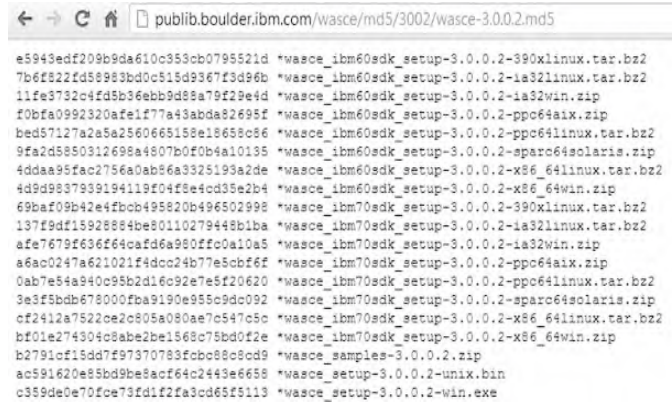 publib.boulder.ibm.com/wasce/md5/3002/wasce-3.0.0.2.md5
e5943edf209b9da610c353cb0795521d *wasce_ibm60sdk_setup-3.0.0.2-390xlinux.tar.bz2
7b6f822fd58983bd0c515d9367f3d96b *wasce_ibm60sdk_setup-3.0.0.2-ia32linux.tar.bz2
11fe3732c4fd5b36ebb9d88a79f29e4d *wasce_ibm60sdk_setup-3.0.0.2-ia32win.zip
f0bfa0992320afe1f77a43abda82695f *wasce_ibm60sdk_setup-3.0.0.2-ppc64aix.zip
bed57127a2a5a2560665158e18658c86 *wasce_ibm60sdk_setup-3.0.0.2-ppc64linux.tar.bz2
9fa2d5850312698a4807b0f0b4a10135 *wasce_ibm60sdk_setup-3.0.0.2-sparc64solaris.zip
4ddaa95fac2756a0ab86a3325193a2de *wasce_ibm60sdk_setup-3.0.0.2-x86_64linux.tar.bz2
4d9d9837939194119f04f8e4cd35e2b4 *wasce_ibm60sdk_setup-3.0.0.2-x86_64win.zip
69baf09b42e4fbcb495820b496502998 *wasce_ibm70sdk_setup-3.0.0.2-390xlinux.tar.bz2
137f9df15928884be80110279448b1ba *wasce_ibm70sdk_setup-3.0.0.2-ia32linux.tar.bz2
afe7679f636f64cafd6a980ffc0a10a5 *wasce_ibm70sdk_setup-3.0.0.2-ia32win.zip
a6ac0247a621021f4dcc24b77e5cbf6f *wasce_ibm70sdk_setup-3.0.0.2-ppc64aix.zip
0ab7e54a940c95b2d16c92e7e5f20620 *wasce_ibm70sdk_setup-3.0.0.2-ppc64linux.tar.bz2
3e3f5bdb678000fba9190e955c9dc092 *wasce_ibm70sdk_setup-3.0.0.2-sparc64solaris.zip
cf2412a7522ce2c805a080ae7c547c5c *wasce_ibm70sdk_setup-3.0.0.2-x86_64linux.tar.bz2
bf01e274304c8abe2be1568c75bd0f2e *wasce_ibm70sdk_setup-3.0.0.2-x86_64win.zip
b2791cf15dd7f97370783fcbc88c8cd9 *wasce_samples-3.0.0.2.zip
ac591620e85bd9be8acf64c2443e6658 *wasce_setup-3.0.0.2-unix.bin
c359de0e70fce73fd1f2fa3cd65f5113 *wasce_setup-3.0.0.2-win.exe